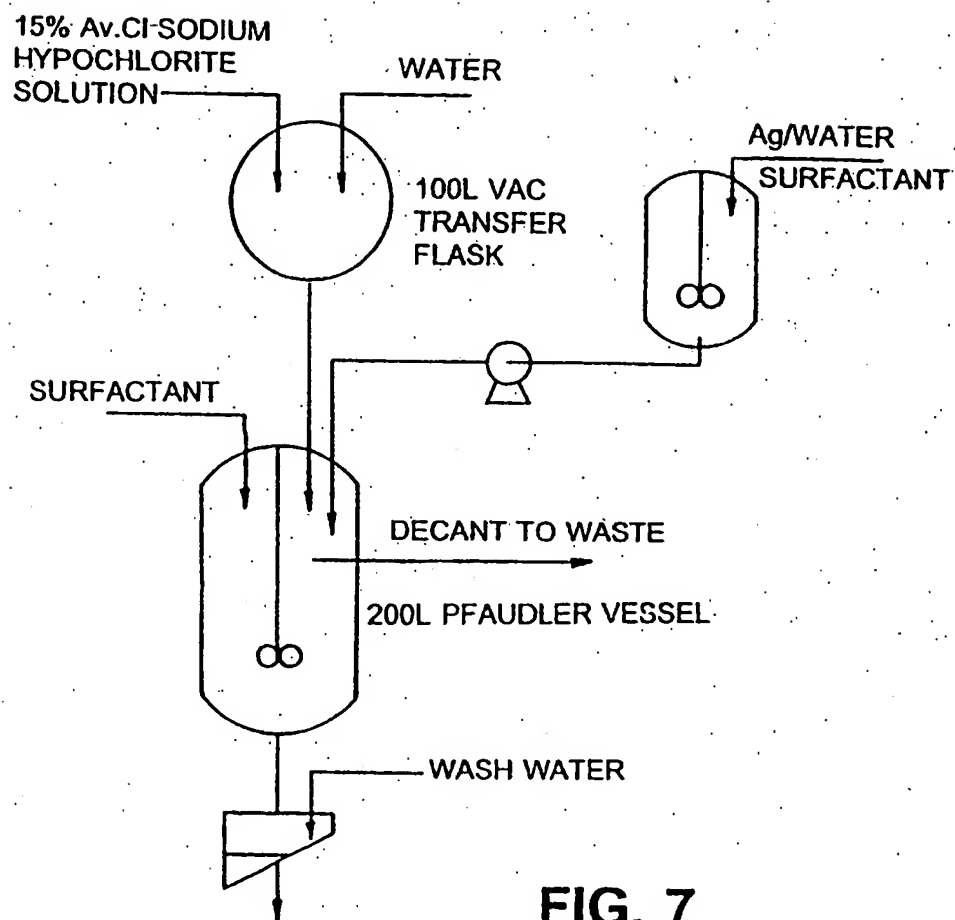 15% Av.Cl-SODIUM
HYPOCHLORITE
SOLUTION
WATER
Ag/WATER
SURFACTANT
100L VAC
TRANSFER
FLASK
SURFACTANT
DECANT TO WASTE
200L PFAUDLER VESSEL
WASH WATER
FIG. 7